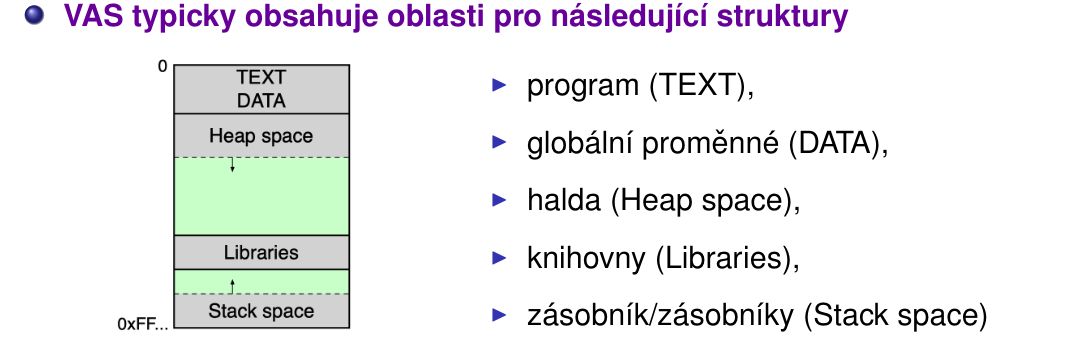 VAS typicky obsahuje oblasti pro následující struktury
0
TEXT
DATA
Heap space
Libraries
Stack space
0xFF...
program (TEXT),
globální proměnné (DATA),
halda (Heap space),
knihovny (Libraries),
zásobník/zásobníky (Stack space)